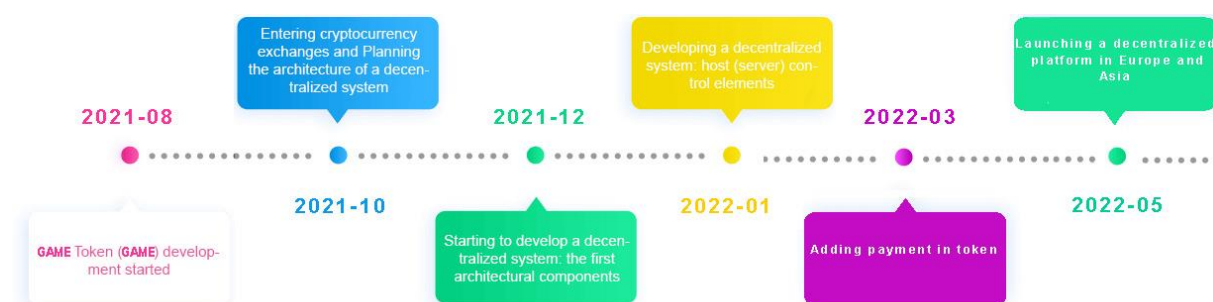 2021-08
GAME Token (GAME) develop-
ment started
Entering cryptocurrency
exchanges and Planning
the architecture of a decen-
tralized system
2021-10
2021-12
Starting to develop a decen-
tralized system: the first
architectural components
Developing a decentralized
system: host (server) con-
trol elements
2022-01
2022-03
Adding payment in token
Launching a decentralized
platform in Europe and
Asia
2022-05